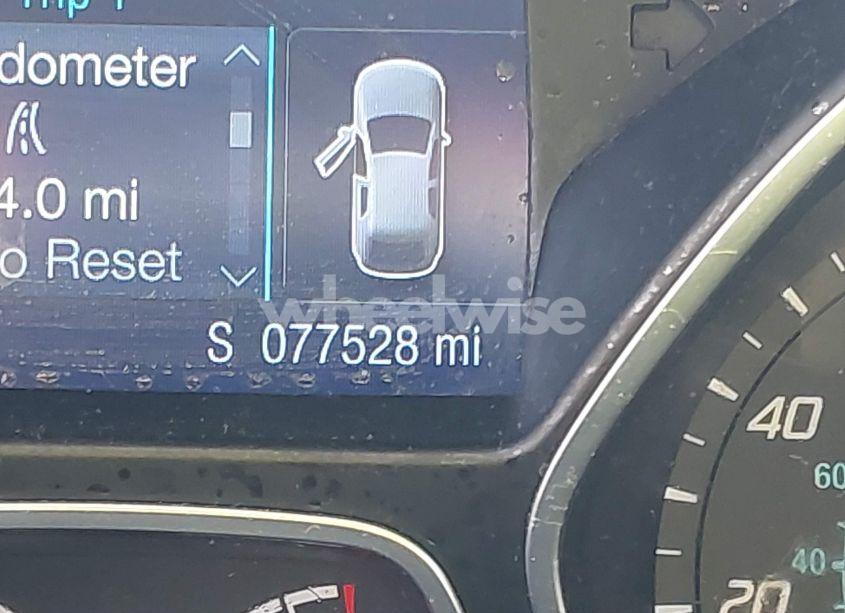 dometer
4.0 mi
o Reset
wheelwise
S 077528 mi
40
60
40
20